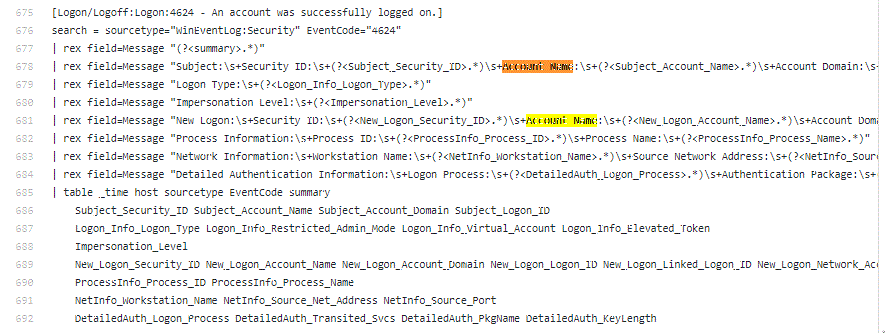 675 [Logon/Logoff:Logon:4624 - An account was successfully logged on.]
676 search = sourcetype="WinEventLog:Security" EventCode="4624"
677 | rex field=Message "(?<summary>.*)"
678 | rex field=Message "Subject:\s+Security ID:\s+(?<Subject_Security_ID>.*)\s+Account Name:\s+(?<Subject_Account_Name>.*)\s+Account Domain:\s+
679 | rex field=Message "Logon Type:\s+(?<Logon_Info_Logon_Type>.*)"
680 | rex field=Message "Impersonation Level:\s+(?<Impersonation_Level>.*)"
681 | rex field=Message "New Logon:\s+Security ID:\s+(?<New_Logon_Security_ID>.*)\s+Account Name:\s+(?<New_Logon_Account_Name>.*)\s+Account Doma
682 | rex field=Message "Process Information:\s+Process ID:\s+(?<ProcessInfo_Process_ID>.*)\s+Process Name:\s+(?<ProcessInfo_Process_Name>.*)"
683 | rex field=Message "Network Information:\s+Workstation Name:\s+(?<NetInfo_Workstation_Name>.*)\s+Source Network Address:\s+(?<NetInfo_Sour
684 | rex field=Message "Detailed Authentication Information:\s+Logon Process:\s+(?<DetailedAuth_Logon_Process>.*)\s+Authentication Package:\s+(
685 | table _time host sourcetype EventCode summary
686 Subject_Security_ID Subject_Account_Name Subject_Account_Domain Subject_Logon_ID
687 Logon_Info_Logon_Type Logon_Info_Restricted_Admin_Mode Logon_Info_Virtual_Account Logon_Info_Elevated_Token
688 Impersonation_Level
689 New_Logon_Security_ID New_Logon_Account_Name New_Logon_Account_Domain New_Logon_Logon_ID New_Logon_Linked_Logon_ID New_Logon_Network_Ac
690 ProcessInfo_Process_ID ProcessInfo_Process_Name
691 NetInfo_Workstation_Name NetInfo_Source_Net_Address NetInfo_Source_Port
692 DetailedAuth_Logon_Process DetailedAuth_Transited_Svcs DetailedAuth_PkgName DetailedAuth_KeyLength